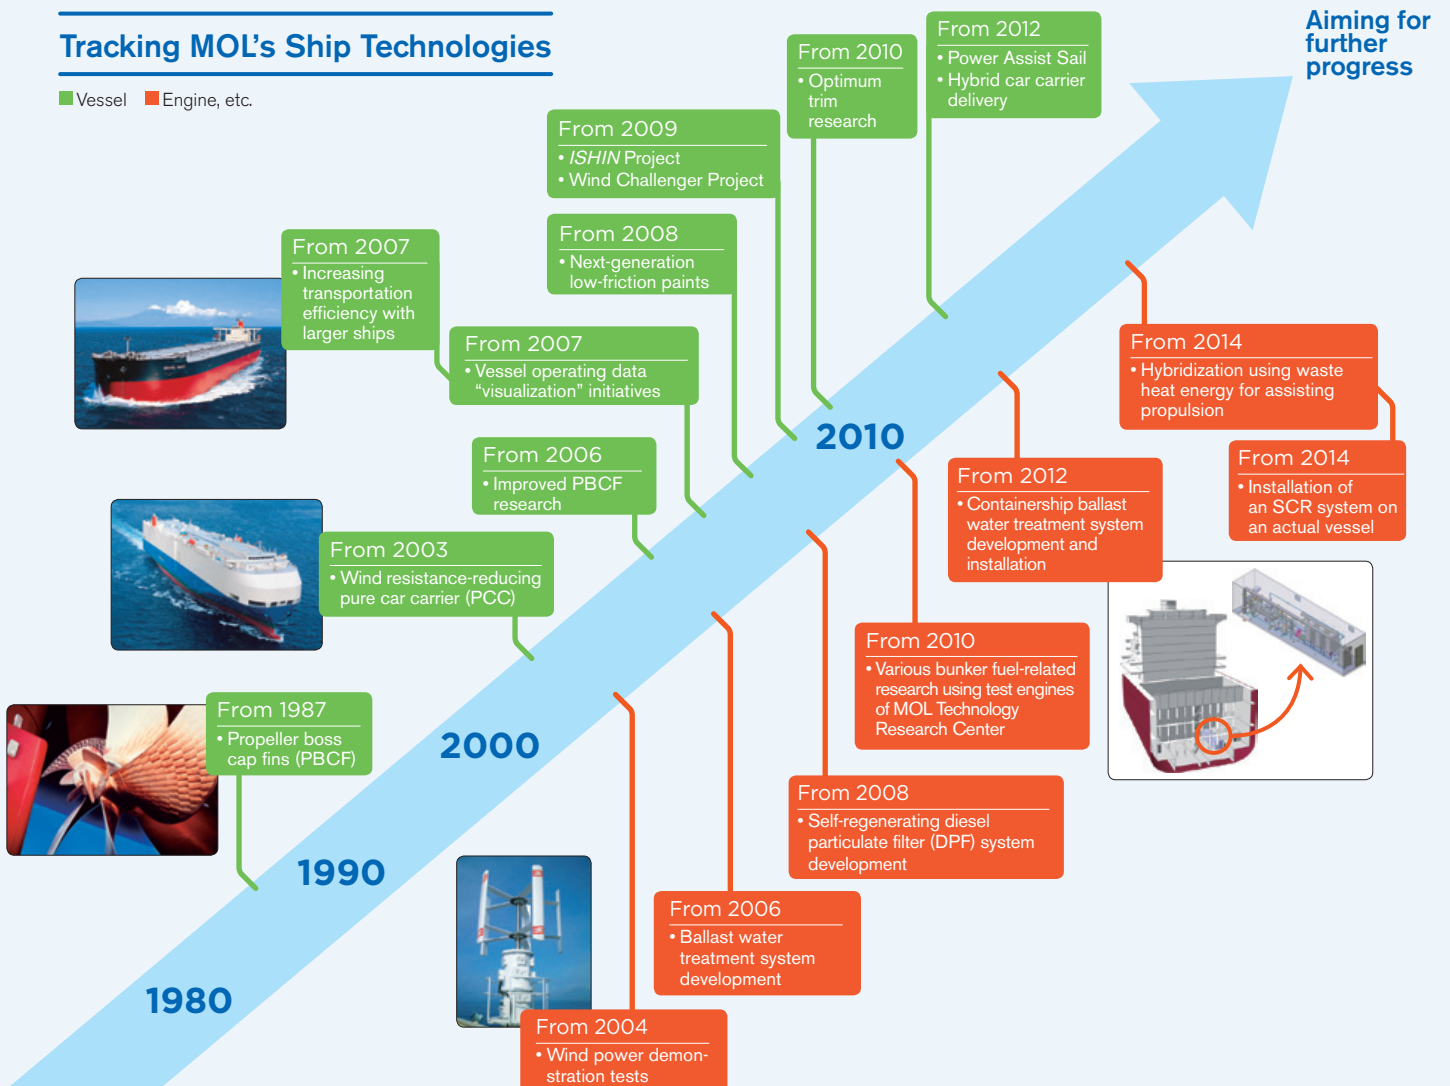 Tracking MOL's Ship Technologies
Vessel
Engine, etc.
Aiming for
further
progress
From 2012
• Power Assist Sail
• Hybrid car carrier
delivery
From 2010
• Optimum
trim
research
From 2009
• ISHIN Project
• Wind Challenger Project
From 2008
• Next-generation
low-friction paints
From 2007
• Increasing
transportation
efficiency with
larger ships
From 2007
• Vessel operating data
“visualization” initiatives
From 2006
• Improved PBCF
research
From 2003
• Wind resistance-reducing
pure car carrier (PCC)
From 1987
• Propeller boss
cap fins (PBCF)
2010
2000
1990
1980
From 2014
• Hybridization using waste
heat energy for assisting
propulsion
From 2014
• Installation of
an SCR system on
an actual vessel
From 2012
• Containership ballast
water treatment system
development and
installation
From 2010
• Various bunker fuel-related
research using test engines
of MOL Technology
Research Center
From 2008
• Self-regenerating diesel
particulate filter (DPF) system
development
From 2006
• Ballast water
treatment system
development
From 2004
• Wind power demon-
stration tests